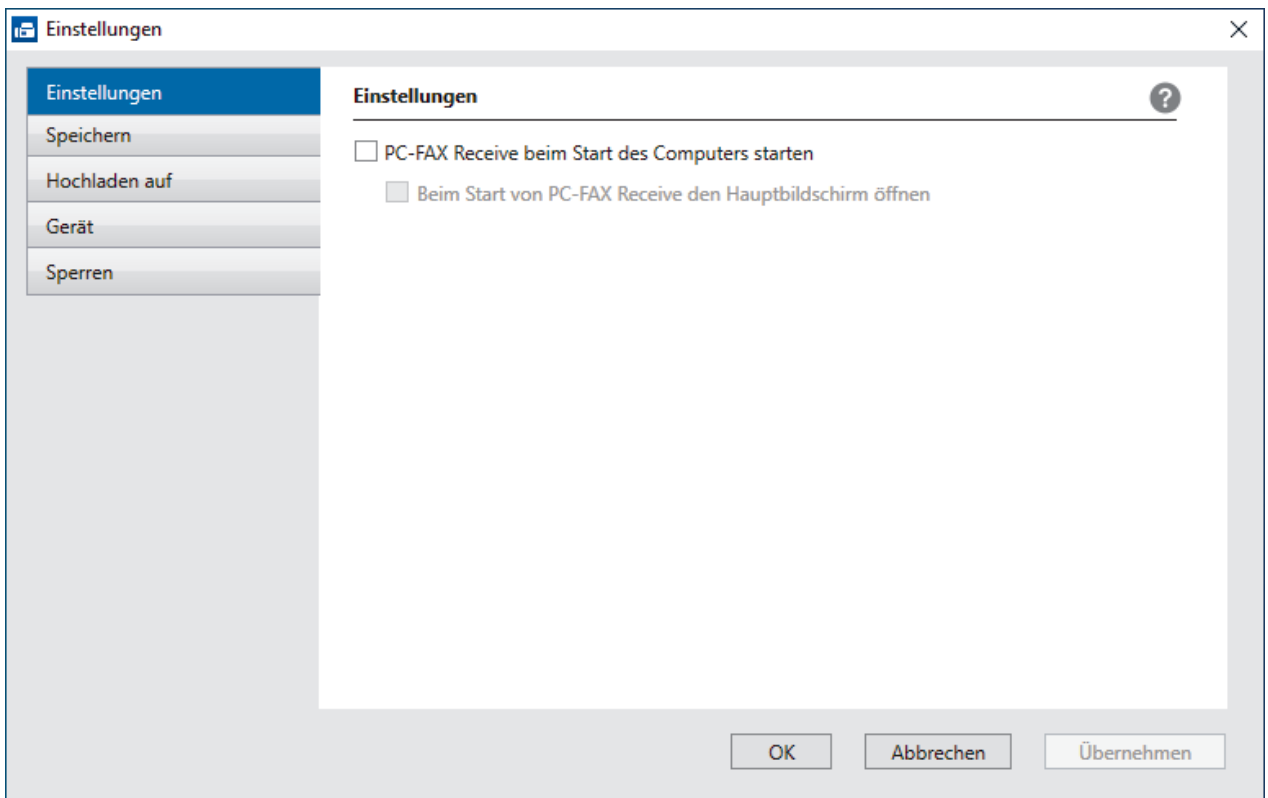 Einstellungen
Einstellungen
Speichern
Hochladen auf
Gerät
Sperren
Einstellungen
?
PC-FAX Receive beim Start des Computers starten
Beim Start von PC-FAX Receive den Hauptbildschirm öffnen
OK
Abbrechen
Übernehmen